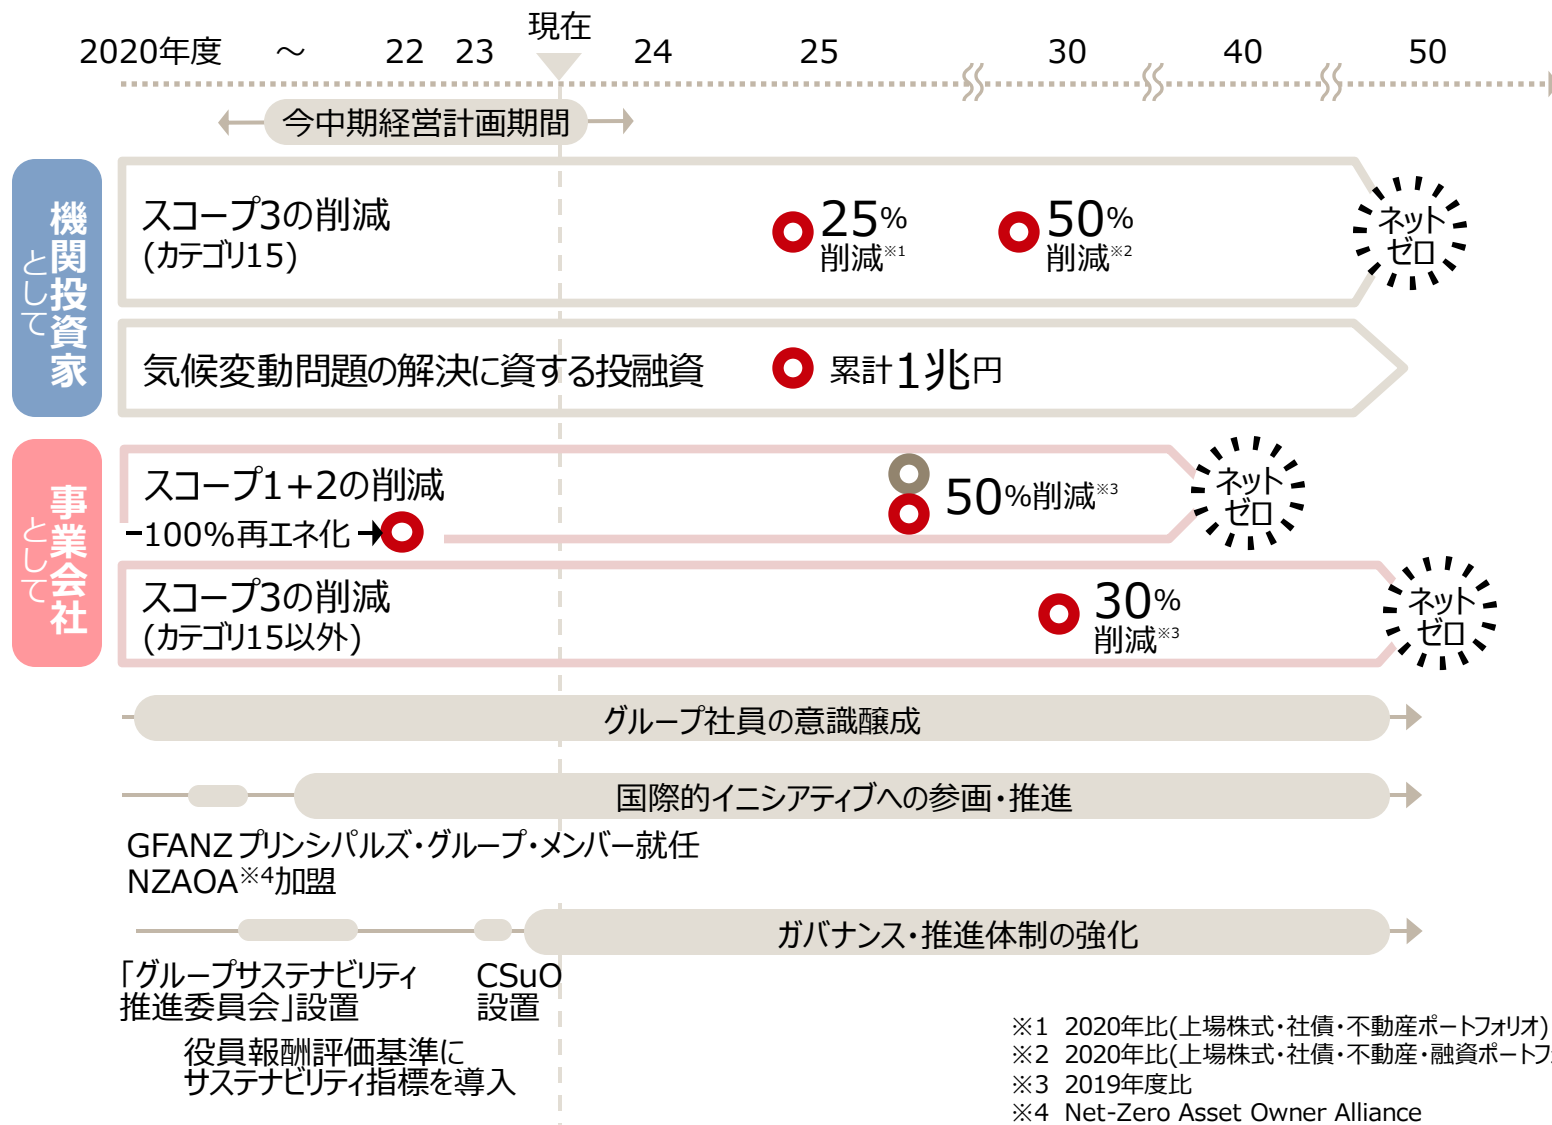 現在
2020年度 ～ 22 23 24 25 30 40 50
今中期経営計画期間
機関投資家
として
スコープ3の削減
(カテゴリ15)
25%
削減※1
50%
削減※2
ネット
ゼロ
気候変動問題の解決に資する投融資
累計1兆円
事業会社
として
スコープ1+2の削減
100%再エネ化
50%削減※3
ネット
ゼロ
スコープ3の削減
(カテゴリ15以外)
30%
削減※3
ネット
ゼロ
グループ社員の意識醸成
国際的イニシアティブへの参画・推進
GFANZプリンシパルズ・グループ・メンバー就任
NZAOA※4加盟
ガバナンス・推進体制の強化
「グループサステナビリティ
推進委員会」設置
CSuO
設置
役員報酬評価基準に
サステナビリティ指標を導入
※1 2020年比(上場株式・社債・不動産ポートフォリオ)
※2 2020年比(上場株式・社債・不動産・融資ポートフ
※3 2019年度比
※4 Net-Zero Asset Owner Alliance